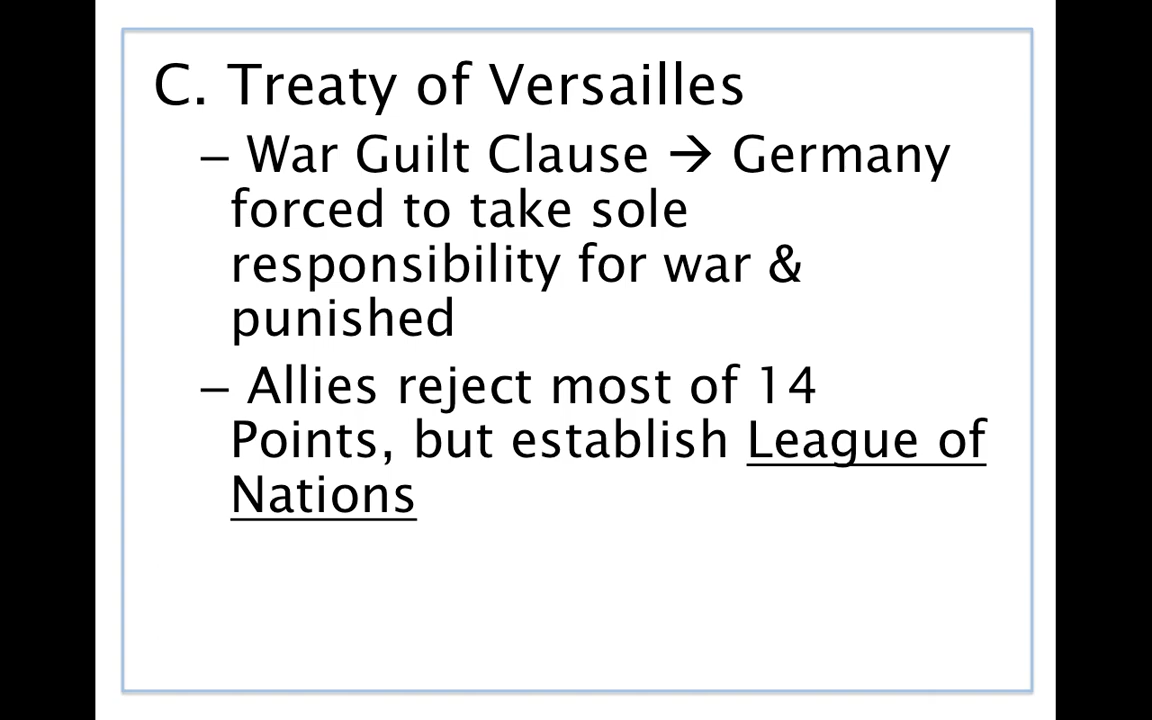 C. Treaty of Versailles
– War Guilt Clause → Germany
forced to take sole
responsibility for war &
punished
– Allies reject most of 14
Points, but establish League of
Nations